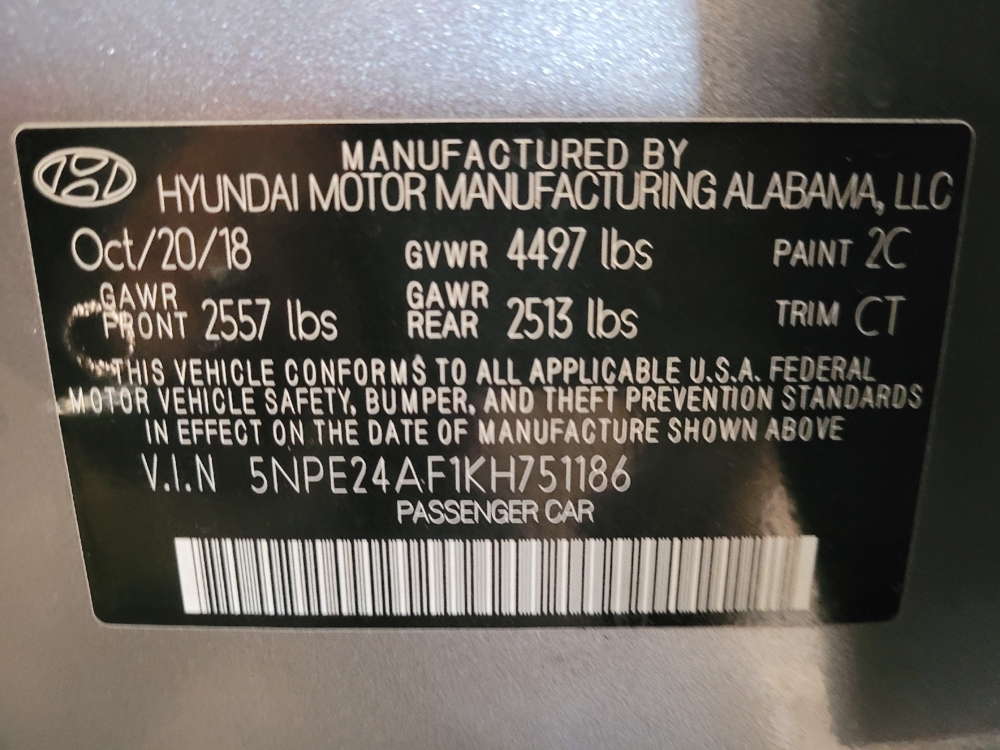 MANUFACTURED BY
HYUNDAI MOTOR MANUFACTURING ALABAMA, LLC
Oct/20/18 GVWR 4497 lbs PAINT 2C
GAWR FRONT 2557 lbs GAWR REAR 2513 lbs TRIM CT
THIS VEHICLE CONFORMS TO ALL APPLICABLE U.S.A. FEDERAL
MOTOR VEHICLE SAFETY, BUMPER, AND THEFT PREVENTION STANDARDS
IN EFFECT ON THE DATE OF MANUFACTURE SHOWN ABOVE
V.I.N 5NPE24AF1KH751186
PASSENGER CAR